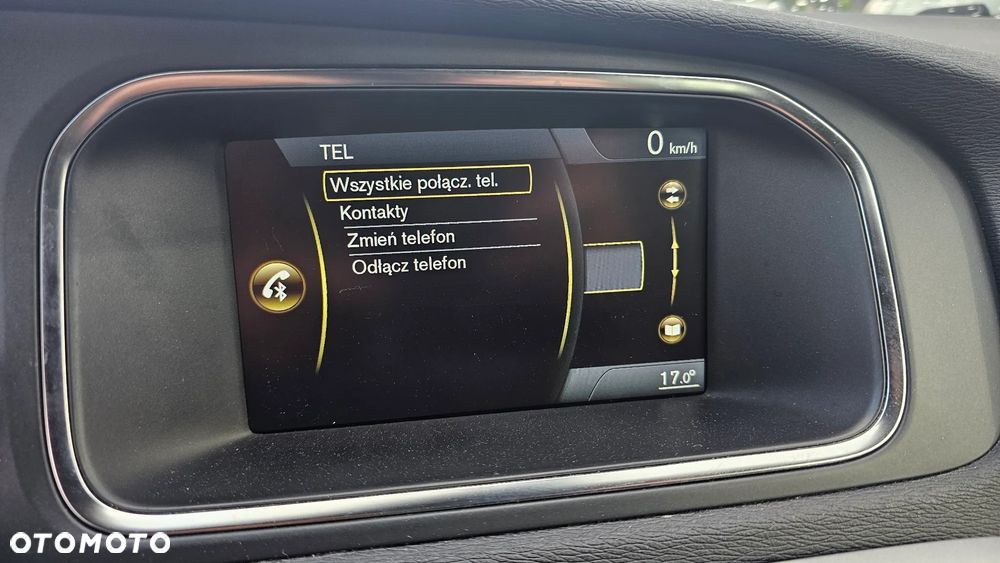 TEL
0 km/h
Wszystkie połącz. tel.
Kontakty
Zmień telefon
Odłącz telefon
17.0°
OTOMOTO